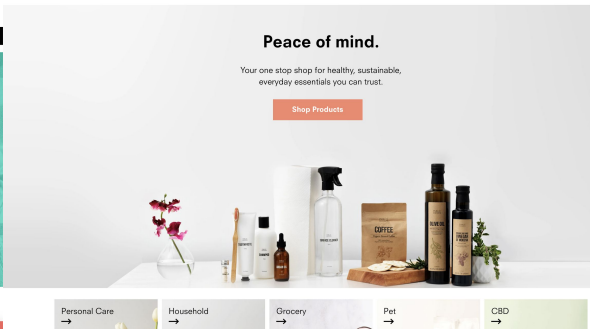 Peace of mind.
Your one stop shop for healthy, sustainable,
everyday essentials you can trust.
Shop Products
COFFEE
OLIVE OIL
Personal Care
Household
Grocery
Pet
CBD